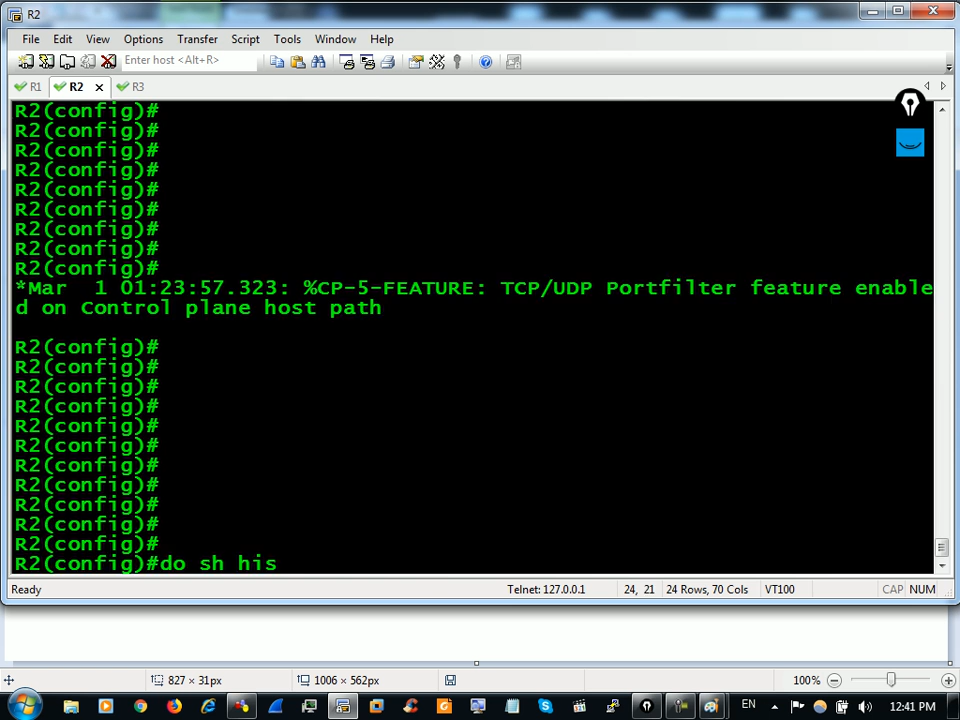 R2
File Edit View Options Transfer Script Tools Window Help
Enter host <Alt+R>
R1 R2 R3
R2(config)#
R2(config)#
R2(config)#
R2(config)#
R2(config)#
R2(config)#
R2(config)#
R2(config)#
R2(config)#
*Mar  1 01:23:57.323: %CP-5-FEATURE: TCP/UDP Portfilter feature enable
d on Control plane host path
R2(config)#
R2(config)#
R2(config)#
R2(config)#
R2(config)#
R2(config)#
R2(config)#
R2(config)#
R2(config)#
R2(config)#
R2(config)#
R2(config)#do sh his
Ready Telnet: 127.0.0.1 24, 21 24 Rows, 70 Cols VT100 CAP NUM
827 × 31px 1006 × 562px 100%
EN 12:41 PM